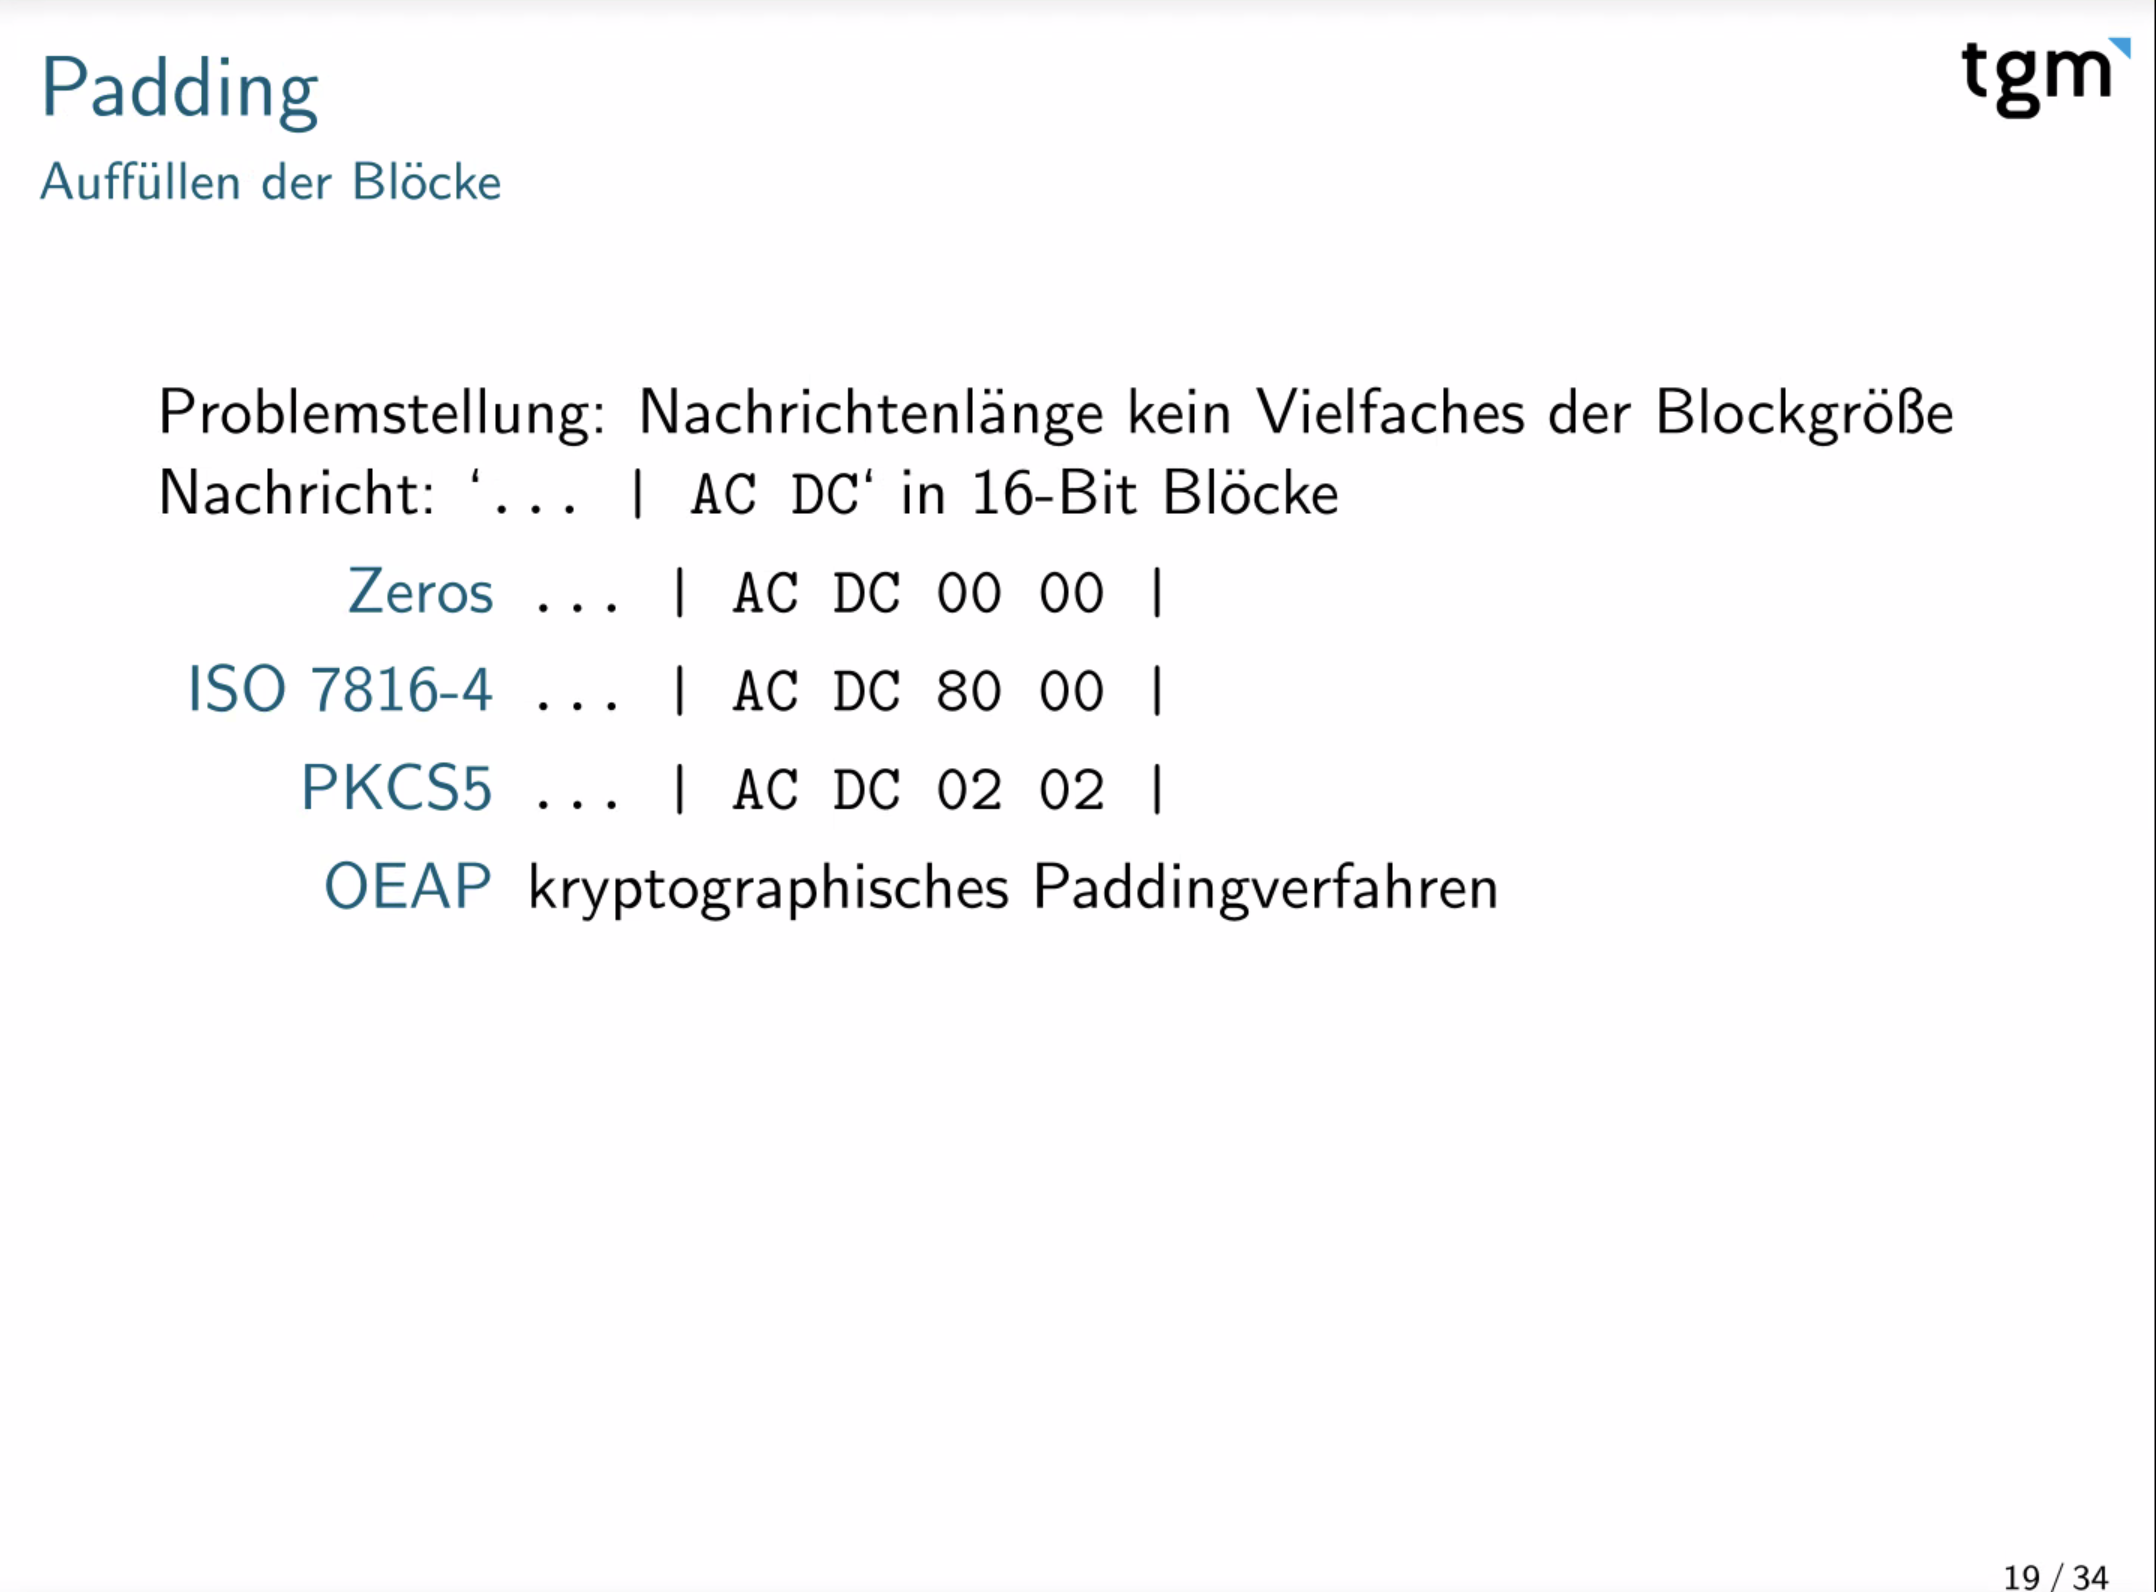 Padding
tgm
Auffüllen der Blöcke
Problemstellung: Nachrichtenlänge kein Vielfaches der Blockgröße
Nachricht: ‘... | AC DC‘ in 16-Bit Blöcke
Zeros ... | AC DC 00 00 |
ISO 7816-4 ... | AC DC 80 00 |
PKCS5 ... | AC DC 02 02 |
OEAP kryptographisches Paddingverfahren
19 / 34